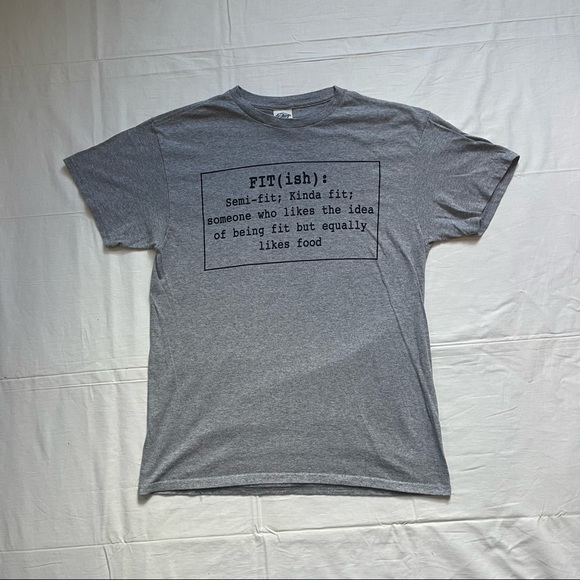 FIT(ish):
Semi-fit; Kinda fit;
someone who likes the idea
of being fit but equally
likes food